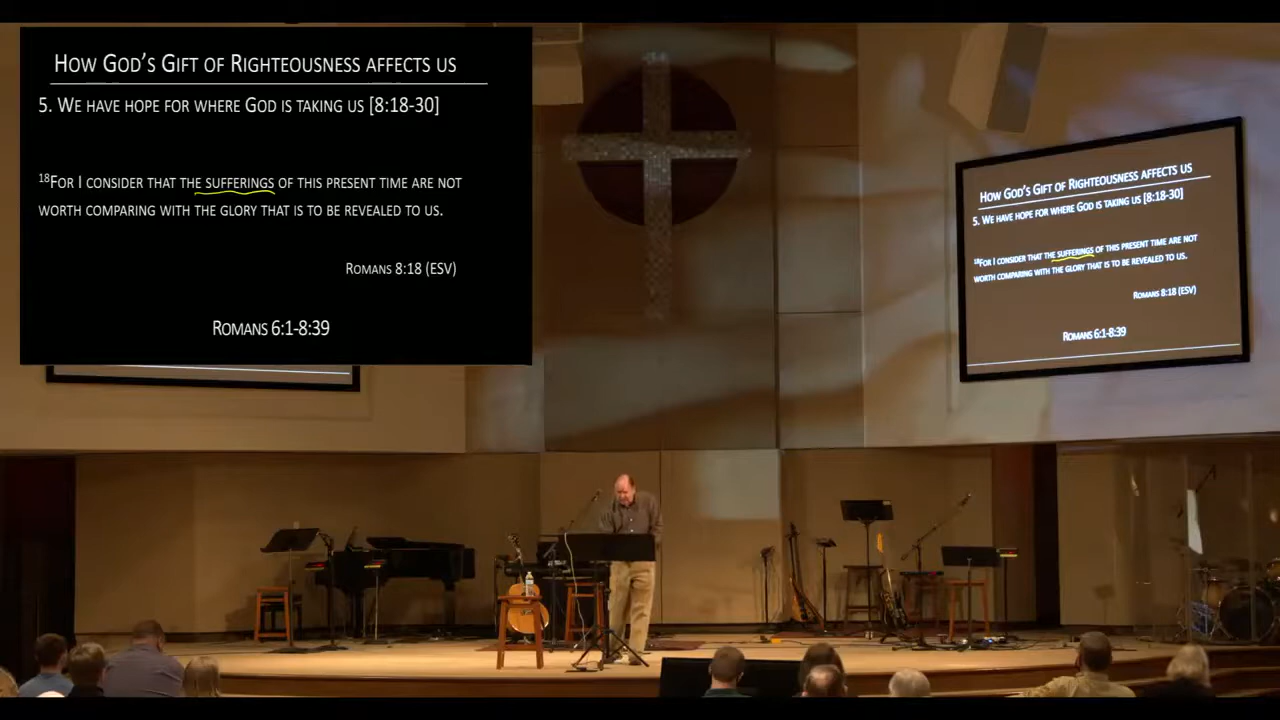 How God's Gift of Righteousness affects us
5. We have hope for where God is taking us [8:18-30]
18For I consider that the sufferings of this present time are not
worth comparing with the glory that is to be revealed to us.
Romans 8:18 (ESV)
Romans 6:1-8:39
How God's Gift of Righteousness affects us
5. We have hope for where God is taking us [8:18-30]
18For I consider that the sufferings of this present time are not
worth comparing with the glory that is to be revealed to us.
Romans 8:18 (ESV)
Romans 6:1-8:39